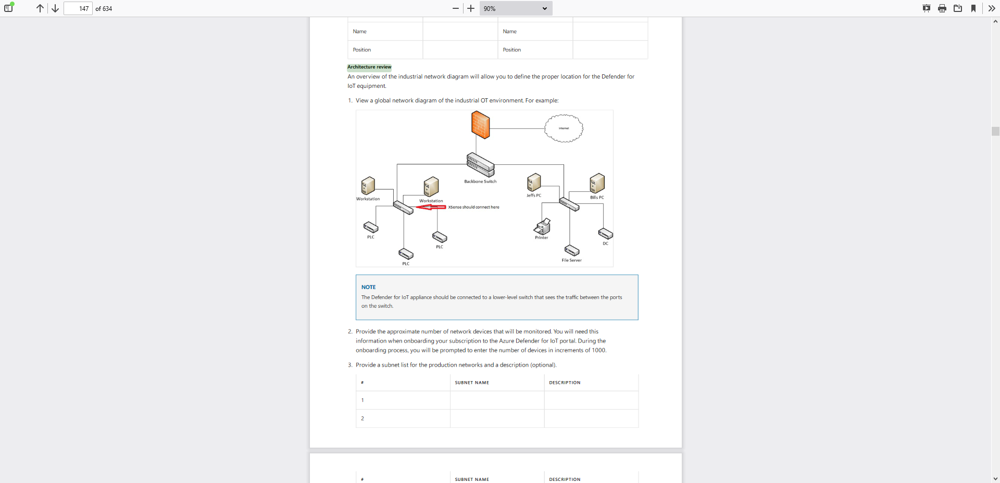 147 of 634 90%
Name Name
Position Position
Architecture review
An overview of the industrial network diagram will allow you to define the proper location for the Defender for
IoT equipment.
1. View a global network diagram of the industrial OT environment. For example:
Internet
Backbone Switch
Workstation
Workstation
XSense should connect here
Jeffs PC
Bills PC
PLC
PLC
PLC
Printer
DC
File Server
NOTE
The Defender for IoT appliance should be connected to a lower-level switch that sees the traffic between the ports
on the switch.
2. Provide the approximate number of network devices that will be monitored. You will need this
information when onboarding your subscription to the Azure Defender for IoT portal. During the
onboarding process, you will be prompted to enter the number of devices in increments of 1000.
3. Provide a subnet list for the production networks and a description (optional).
# SUBNET NAME DESCRIPTION
1
2
# SUBNET NAME DESCRIPTION